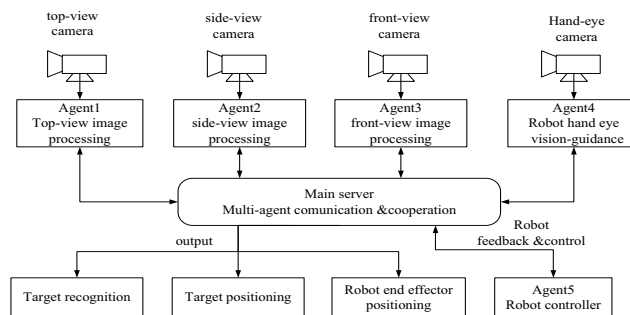 top-view
camera
side-view
camera
front-view
camera
Hand-eye
camera
Agent1
Top-view image
processing
Agent2
side-view image
processing
Agent3
front-view image
processing
Agent4
Robot hand eye
vision-guidance
Main server
Multi-agent comunication &cooperation
output
Robot
feedback &control
Target recognition
Target positioning
Robot end effector
positioning
Agent5
Robot controller